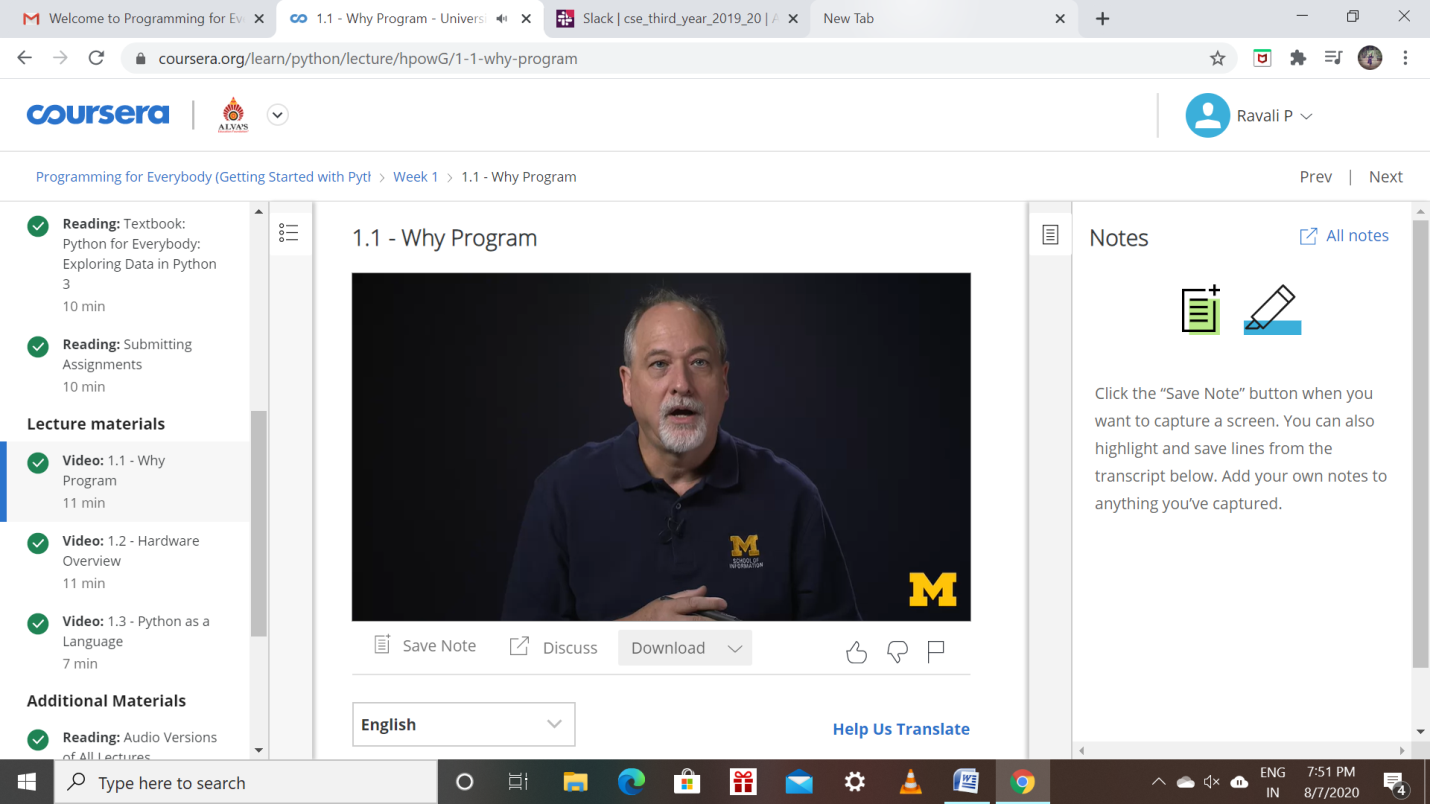 Welcome to Programming for Ev
1.1 - Why Program - Universi
Slack | cse_third_year_2019_20 | A
New Tab
coursera.org/learn/python/lecture/hpowG/1-1-why-program
coursera
ALVA'S
Ravali P
Programming for Everybody (Getting Started with Pyth > Week 1 > 1.1 - Why Program
Prev | Next
Reading: Textbook:
Python for Everybody:
Exploring Data in Python
3
10 min
Reading: Submitting
Assignments
10 min
Lecture materials
Video: 1.1 - Why
Program
11 min
Video: 1.2 - Hardware
Overview
11 min
Video: 1.3 - Python as a
Language
7 min
Additional Materials
Reading: Audio Versions
of All Lectures
1.1 - Why Program
M
SCHOOL OF
INFORMATION
M
Save Note
Discuss
Download
English
Help Us Translate
Notes
All notes
Click the “Save Note” button when you
want to capture a screen. You can also
highlight and save lines from the
transcript below. Add your own notes to
anything you’ve captured.
Type here to search
ENG
IN
7:51 PM
8/7/2020
4